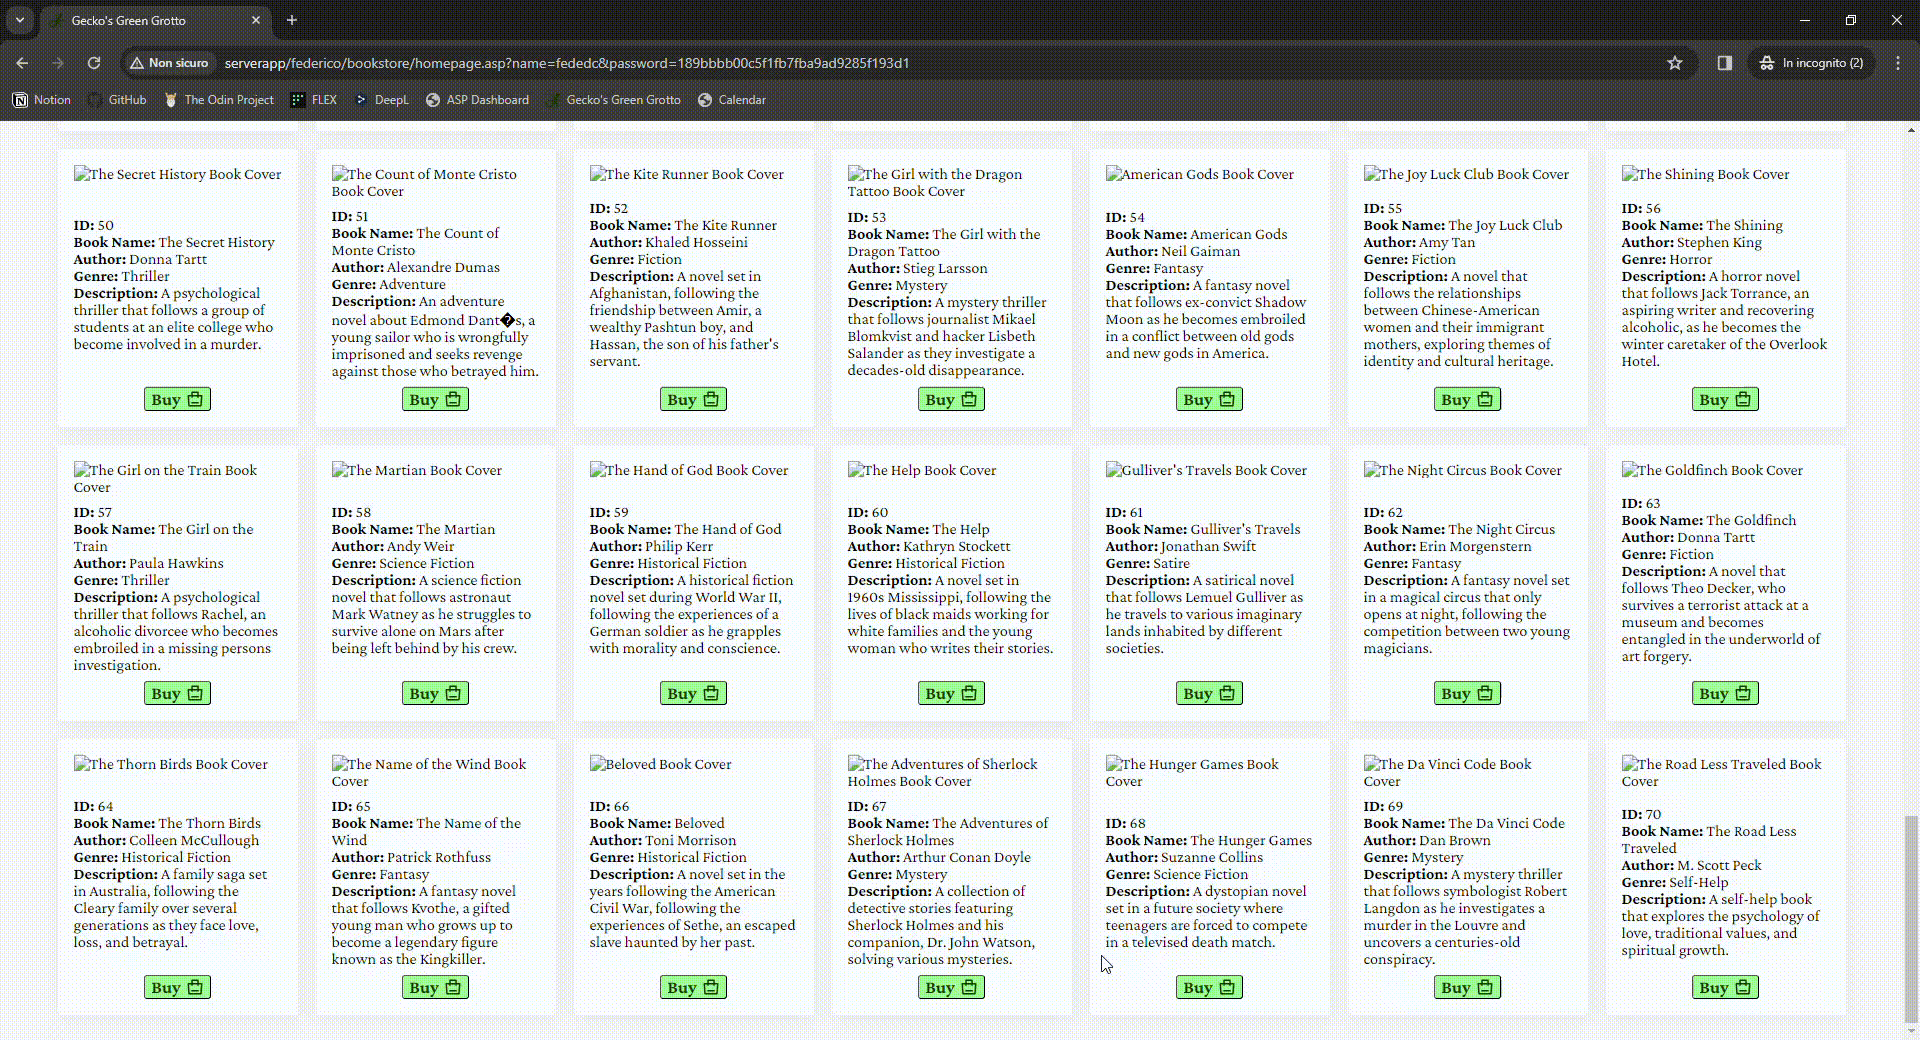 Gecko's Green Grotto
Non sicuro
serverapp/federico/bookstore/homepage.asp?name=fededc&password=189bbbb00c5f1fb7fba9ad9285f193d1
In incognito (2)
Notion
GitHub
The Odin Project
FLEX
DeepL
ASP Dashboard
Gecko's Green Grotto
Calendar
The Secret History Book Cover
ID: 50
Book Name: The Secret History
Author: Donna Tartt
Genre: Thriller
Description: A psychological
thriller that follows a group of
students at an elite college who
become involved in a murder.
Buy
The Count of Monte Cristo
Book Cover
ID: 51
Book Name: The Count of
Monte Cristo
Author: Alexandre Dumas
Genre: Adventure
Description: An adventure
novel about Edmond Dant�s, a
young sailor who is wrongfully
imprisoned and seeks revenge
against those who betrayed him.
Buy
The Kite Runner Book Cover
ID: 52
Book Name: The Kite Runner
Author: Khaled Hosseini
Genre: Fiction
Description: A novel set in
Afghanistan, following the
friendship between Amir, a
wealthy Pashtun boy, and
Hassan, the son of his father's
servant.
Buy
The Girl with the Dragon
Tattoo Book Cover
ID: 53
Book Name: The Girl with the
Dragon Tattoo
Author: Stieg Larsson
Genre: Mystery
Description: A mystery thriller
that follows journalist Mikael
Blomkvist and hacker Lisbeth
Salander as they investigate a
decades-old disappearance.
Buy
American Gods Book Cover
ID: 54
Book Name: American Gods
Author: Neil Gaiman
Genre: Fantasy
Description: A fantasy novel
that follows ex-convict Shadow
Moon as he becomes embroiled
in a conflict between old gods
and new gods in America.
Buy
The Joy Luck Club Book Cover
ID: 55
Book Name: The Joy Luck Club
Author: Amy Tan
Genre: Fiction
Description: A novel that
follows the relationships
between Chinese-American
women and their immigrant
mothers, exploring themes of
identity and cultural heritage.
Buy
The Shining Book Cover
ID: 56
Book Name: The Shining
Author: Stephen King
Genre: Horror
Description: A horror novel
that follows Jack Torrance, an
aspiring writer and recovering
alcoholic, as he becomes the
winter caretaker of the Overlook
Hotel.
Buy
The Girl on the Train Book
Cover
ID: 57
Book Name: The Girl on the
Train
Author: Paula Hawkins
Genre: Thriller
Description: A psychological
thriller that follows Rachel, an
alcoholic divorcee who becomes
embroiled in a missing persons
investigation.
Buy
The Martian Book Cover
ID: 58
Book Name: The Martian
Author: Andy Weir
Genre: Science Fiction
Description: A science fiction
novel that follows astronaut
Mark Watney as he struggles to
survive alone on Mars after
being left behind by his crew.
Buy
The Hand of God Book Cover
ID: 59
Book Name: The Hand of God
Author: Philip Kerr
Genre: Historical Fiction
Description: A historical fiction
novel set during World War II,
following the experiences of a
German soldier as he grapples
with morality and conscience.
Buy
The Help Book Cover
ID: 60
Book Name: The Help
Author: Kathryn Stockett
Genre: Historical Fiction
Description: A novel set in
1960s Mississippi, following the
lives of black maids working for
white families and the young
woman who writes their stories.
Buy
Gulliver's Travels Book Cover
ID: 61
Book Name: Gulliver's Travels
Author: Jonathan Swift
Genre: Satire
Description: A satirical novel
that follows Lemuel Gulliver as
he travels to various imaginary
lands inhabited by different
societies.
Buy
The Night Circus Book Cover
ID: 62
Book Name: The Night Circus
Author: Erin Morgenstern
Genre: Fantasy
Description: A fantasy novel set
in a magical circus that only
opens at night, following the
competition between two young
magicians.
Buy
The Goldfinch Book Cover
ID: 63
Book Name: The Goldfinch
Author: Donna Tartt
Genre: Fiction
Description: A novel that
follows Theo Decker, who
survives a terrorist attack at a
museum and becomes
entangled in the underworld of
art forgery.
Buy
The Thorn Birds Book Cover
ID: 64
Book Name: The Thorn Birds
Author: Colleen McCullough
Genre: Historical Fiction
Description: A family saga set
in Australia, following the
Cleary family over several
generations as they face love,
loss, and betrayal.
Buy
The Name of the Wind Book
Cover
ID: 65
Book Name: The Name of the
Wind
Author: Patrick Rothfuss
Genre: Fantasy
Description: A fantasy novel
that follows Kvothe, a gifted
young man who grows up to
become a legendary figure
known as the Kingkiller.
Buy
Beloved Book Cover
ID: 66
Book Name: Beloved
Author: Toni Morrison
Genre: Historical Fiction
Description: A novel set in the
years following the American
Civil War, following the
experiences of Sethe, an escaped
slave haunted by her past.
Buy
The Adventures of Sherlock
Holmes Book Cover
ID: 67
Book Name: The Adventures of
Sherlock Holmes
Author: Arthur Conan Doyle
Genre: Mystery
Description: A collection of
detective stories featuring
Sherlock Holmes and his
companion, Dr. John Watson,
solving various mysteries.
Buy
The Hunger Games Book
Cover
ID: 68
Book Name: The Hunger Games
Author: Suzanne Collins
Genre: Science Fiction
Description: A dystopian novel
set in a future society where
teenagers are forced to compete
in a televised death match.
Buy
The Da Vinci Code Book
Cover
ID: 69
Book Name: The Da Vinci Code
Author: Dan Brown
Genre: Mystery
Description: A mystery thriller
that follows symbologist Robert
Langdon as he investigates a
murder in the Louvre and
uncovers a centuries-old
conspiracy.
Buy
The Road Less Traveled Book
Cover
ID: 70
Book Name: The Road Less
Traveled
Author: M. Scott Peck
Genre: Self-Help
Description: A self-help book
that explores the psychology of
love, traditional values, and
spiritual growth.
Buy